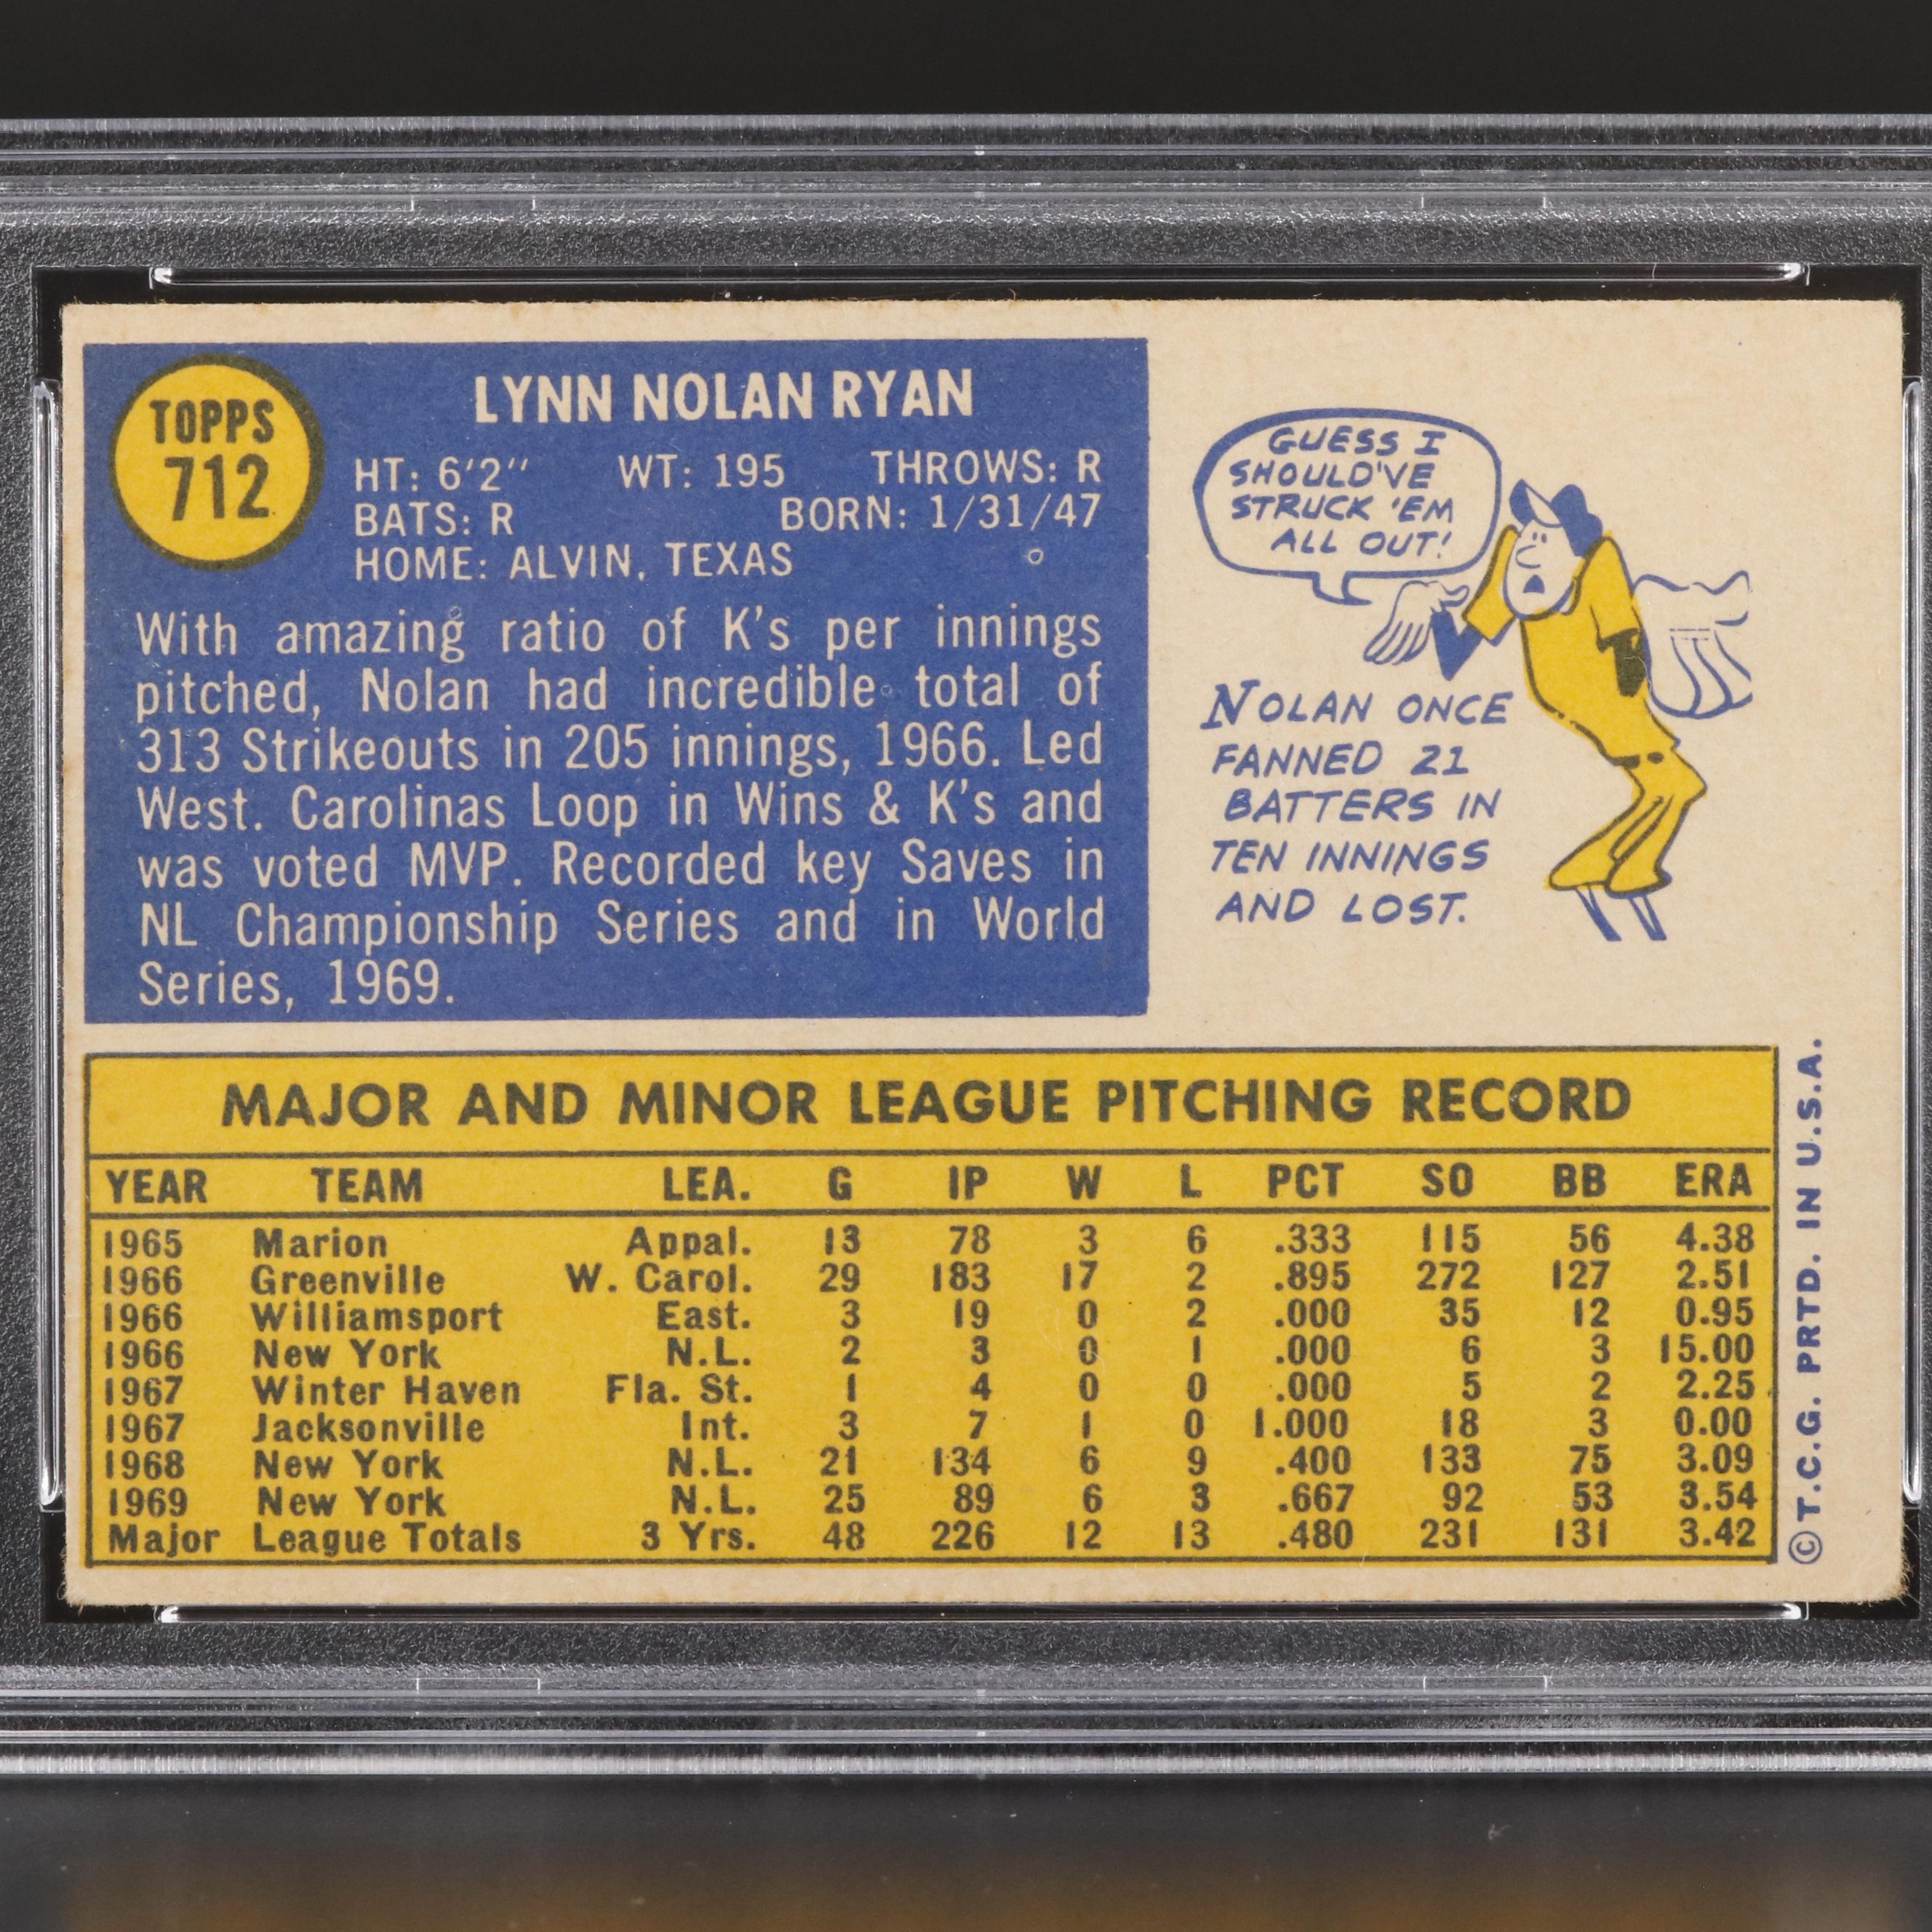 TOPPS
712
LYNN NOLAN RYAN
HT: 6'2" WT: 195 THROWS: R
BATS: R BORN: 1/31/47
HOME: ALVIN, TEXAS
With amazing ratio of K's per innings
pitched, Nolan had incredible total of
313 Strikeouts in 205 innings, 1966. Led
West. Carolinas Loop in Wins & K's and
was voted MVP. Recorded key Saves in
NL Championship Series and in World
Series, 1969.
GUESS I
SHOULD'VE
STRUCK 'EM
ALL OUT!
NOLAN ONCE
FANNED 21
BATTERS IN
TEN INNINGS
AND LOST.
MAJOR AND MINOR LEAGUE PITCHING RECORD
YEAR TEAM LEA. G IP W L PCT SO BB ERA
1965 Marion Appal. 13 78 3 6 .333 115 56 4.38
1966 Greenville W. Carol. 29 183 17 2 .895 272 127 2.51
1966 Williamsport East. 3 19 0 2 .000 35 12 0.95
1966 New York N.L. 2 3 0 1 .000 6 3 15.00
1967 Winter Haven Fla. St. 1 4 0 0 .000 5 2 2.25
1967 Jacksonville Int. 3 7 1 0 1.000 18 3 0.00
1968 New York N.L. 21 134 6 9 .400 133 75 3.09
1969 New York N.L. 25 89 6 3 .667 92 53 3.54
Major League Totals 3 Yrs. 48 226 12 13 .480 231 131 3.42
© T.C.G. PRTD. IN U.S.A.